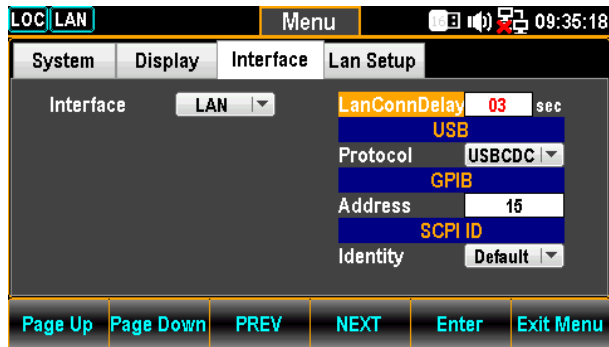 LOC LAN Menu 16 09:35:18
System Display Interface Lan Setup
Interface LAN LanConnDelay 03 sec
USB
Protocol USBCDC
GPIB
Address 15
SCPI ID
Identity Default
Page Up Page Down PREV NEXT Enter Exit Menu